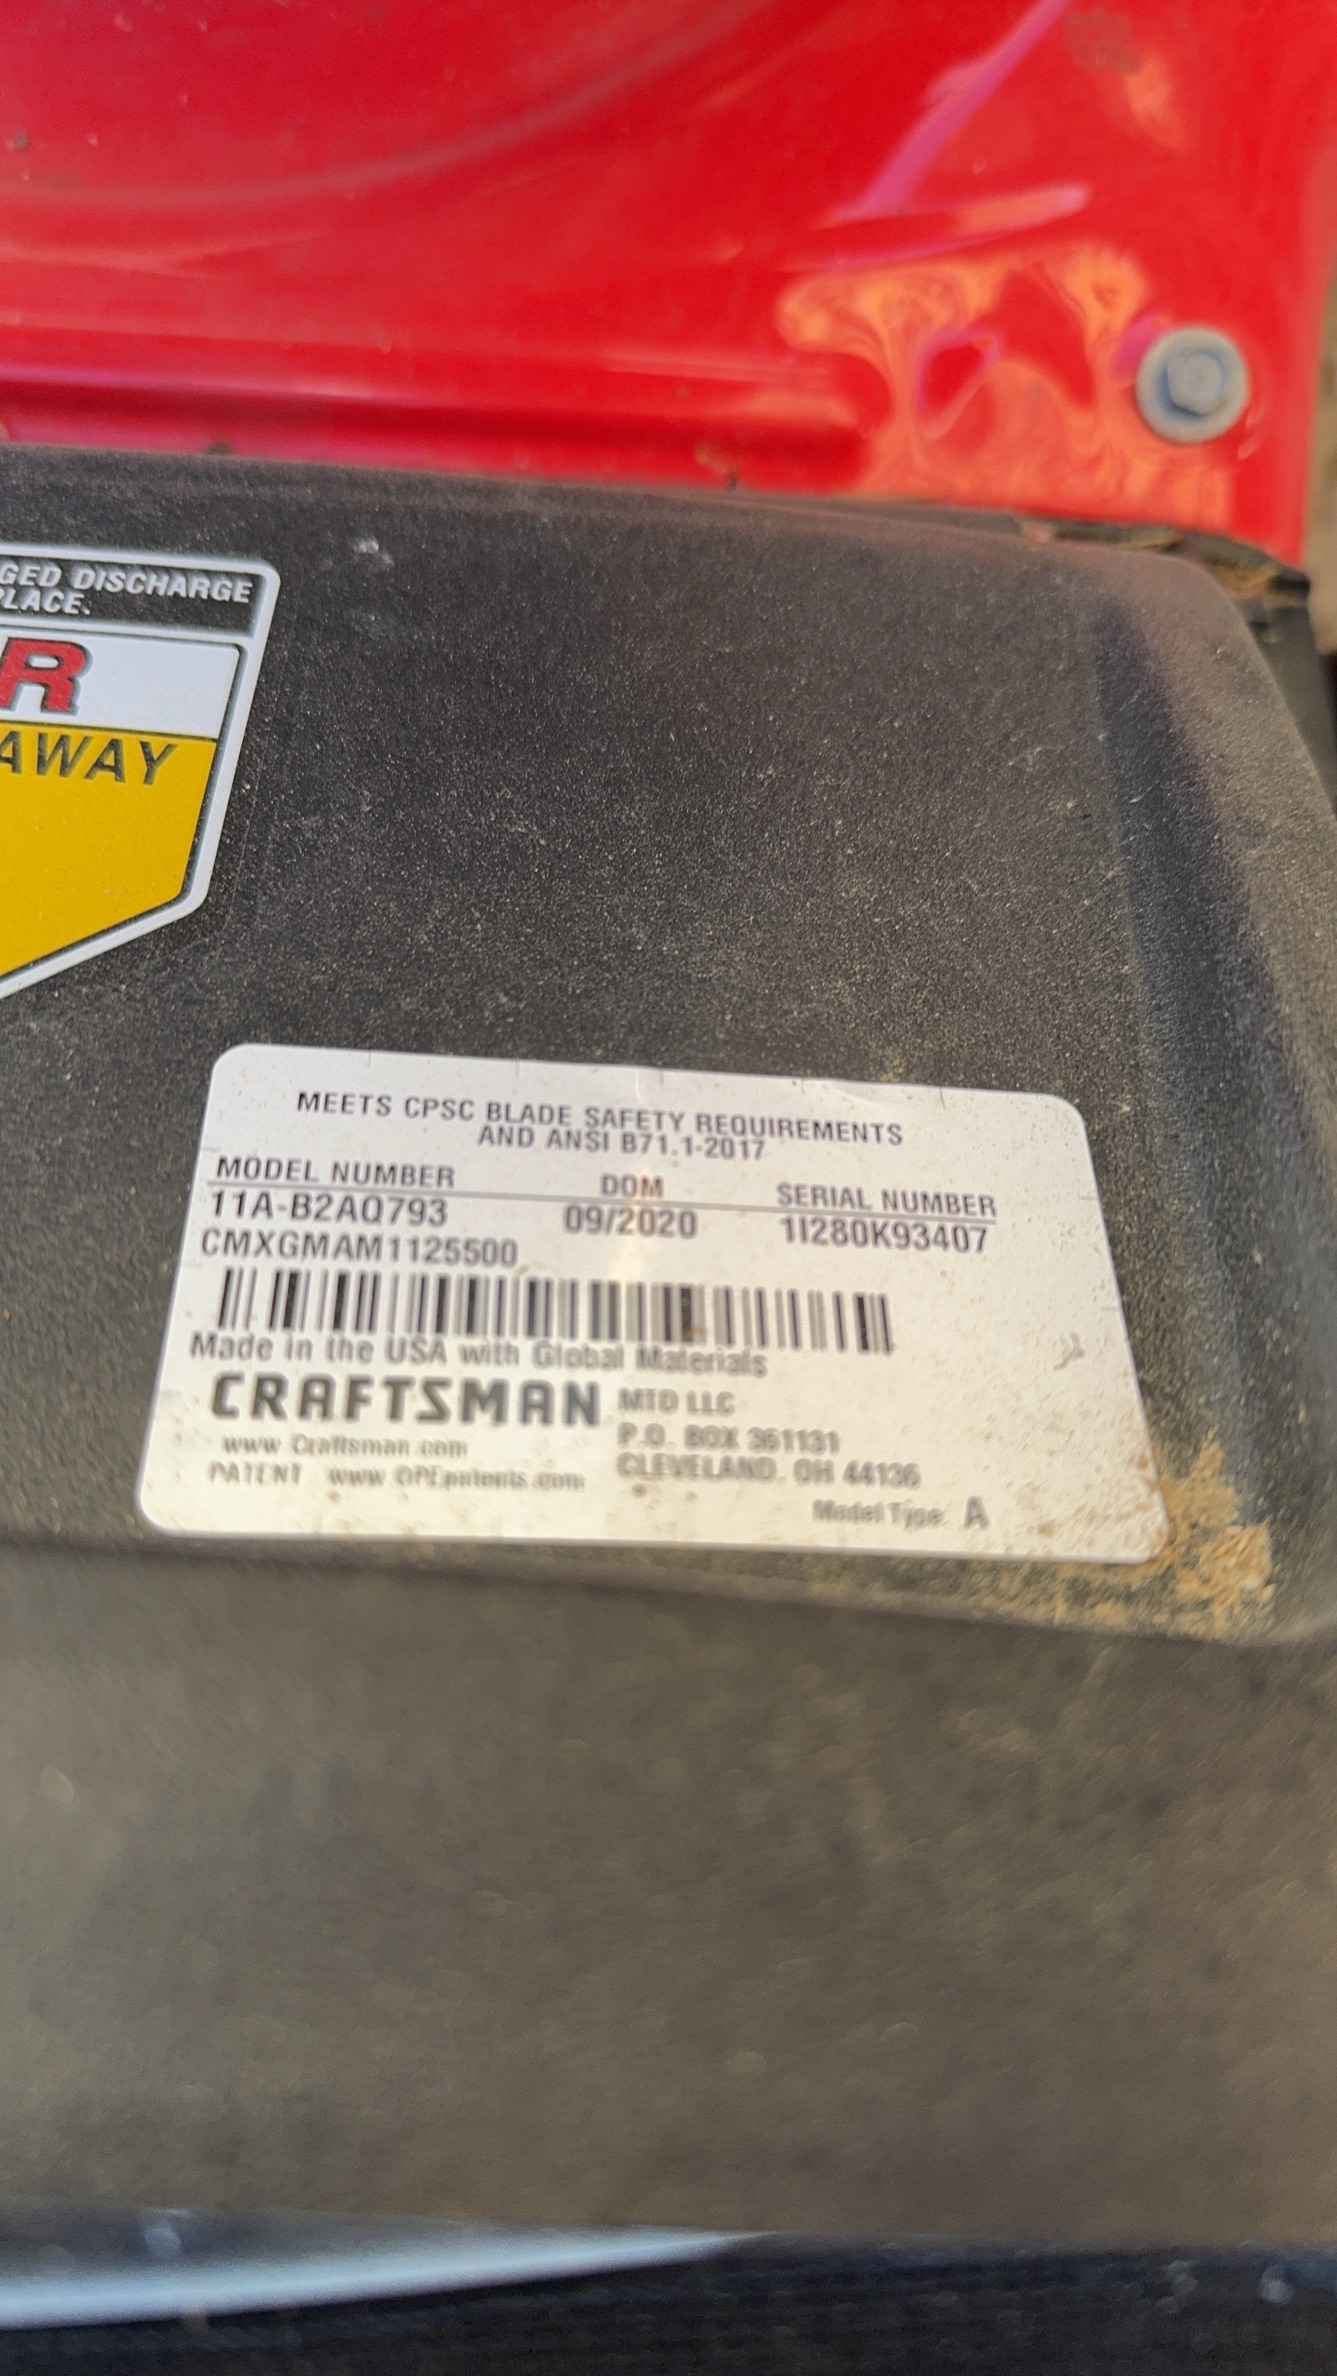 GED DISCHARGE
PLACE.
R
AWAY
MEETS CPSC BLADE SAFETY REQUIREMENTS
AND ANSI B71.1-2017
MODEL NUMBER DOM SERIAL NUMBER
11A-B2AQ793 09/2020 1I280K93407
CMXGMAM1125500
Made in the USA with Global Materials
CRAFTSMAN MTD LLC
www.Craftsman.com P.O. BOX 361131
PATENT www.OPEpatents.com CLEVELAND, OH 44136
Model Type: A